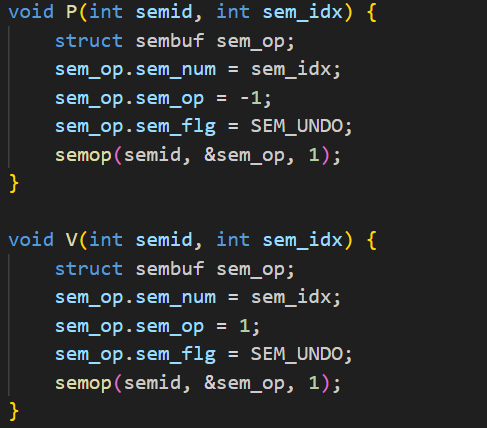 void P(int semid, int sem_idx) {
    struct sembuf sem_op;
    sem_op.sem_num = sem_idx;
    sem_op.sem_op = -1;
    sem_op.sem_flg = SEM_UNDO;
    semop(semid, &sem_op, 1);
}

void V(int semid, int sem_idx) {
    struct sembuf sem_op;
    sem_op.sem_num = sem_idx;
    sem_op.sem_op = 1;
    sem_op.sem_flg = SEM_UNDO;
    semop(semid, &sem_op, 1);
}